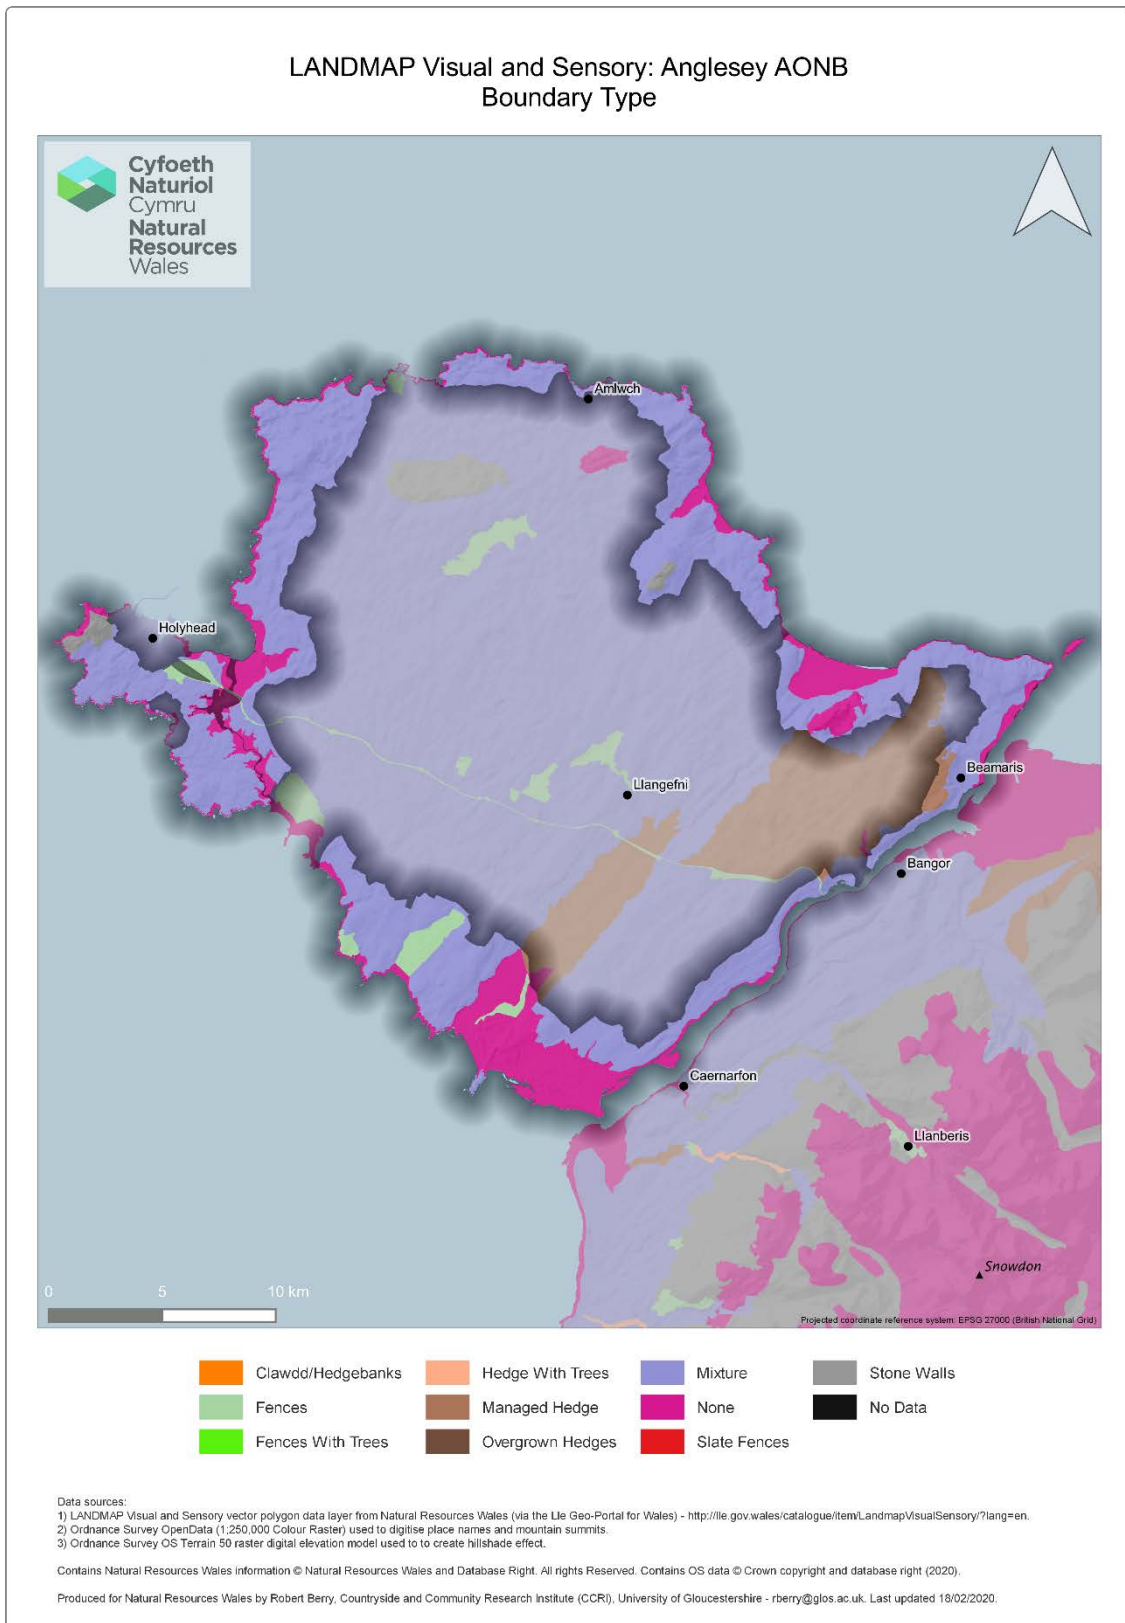 LANDMAP Visual and Sensory: Anglesey AONB
Boundary Type
Cyfoeth
Naturiol
Cymru
Natural
Resources
Wales
Amlwch
Holyhead
Llangefni
Beamaris
Bangor
Caernarfon
Llanberis
Snowdon
0 5 10 km
Projected coordinate reference system: EPSG 27000 (British National Grid)
Clawdd/Hedgebanks
Hedge With Trees
Mixture
Stone Walls
Fences
Managed Hedge
None
No Data
Fences With Trees
Overgrown Hedges
Slate Fences
Data sources:
1) LANDMAP Visual and Sensory vector polygon data layer from Natural Resources Wales (via the Lle Geo-Portal for Wales) - http://lle.gov.wales/catalogue/item/LandmapVisualSensory/?lang=en.
2) Ordnance Survey OpenData (1:250,000 Colour Raster) used to digitise place names and mountain summits.
3) Ordnance Survey OS Terrain 50 raster digital elevation model used to to create hillshade effect.
Contains Natural Resources Wales information © Natural Resources Wales and Database Right. All rights Reserved. Contains OS data © Crown copyright and database right (2020).
Produced for Natural Resources Wales by Robert Berry, Countryside and Community Research Institute (CCRI), University of Gloucestershire - rberry@glos.ac.uk. Last updated 18/02/2020.